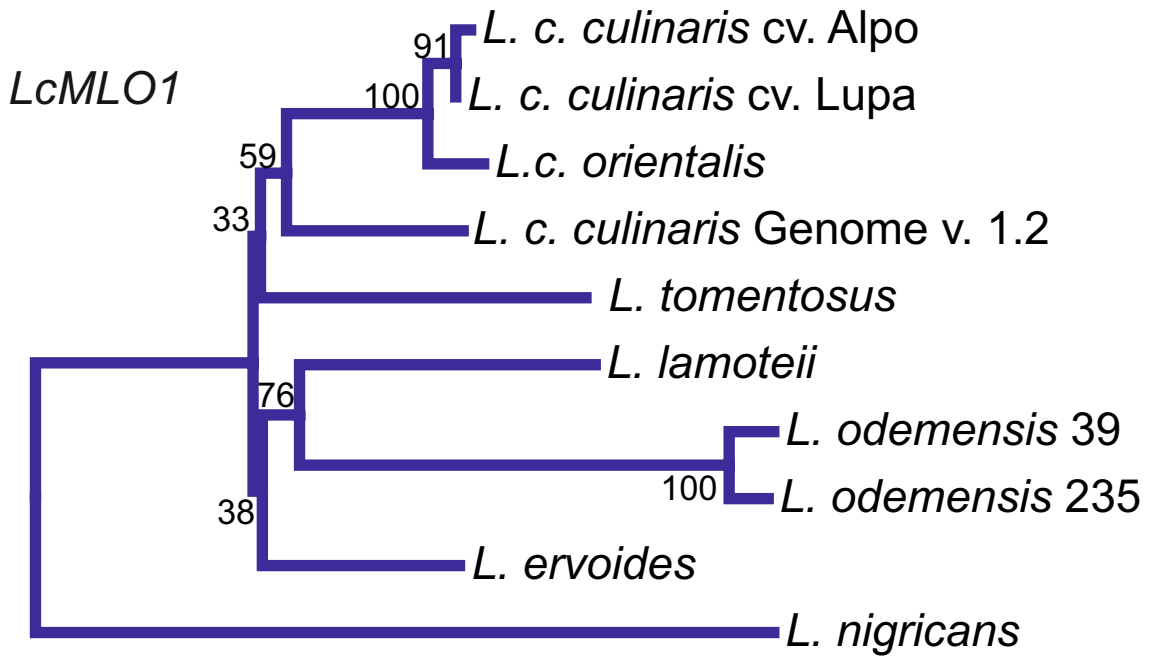 L. c. culinaris cv. Alpo
91
LcMLO1
100
L. c. culinaris cv. Lupa
59
L.c. orientalis
33
L. c. culinaris Genome v. 1.2
L. tomentosus
L. lamoteii
76
L. odemensis 39
100
L. odemensis 235
38
L. ervoides
L. nigricans